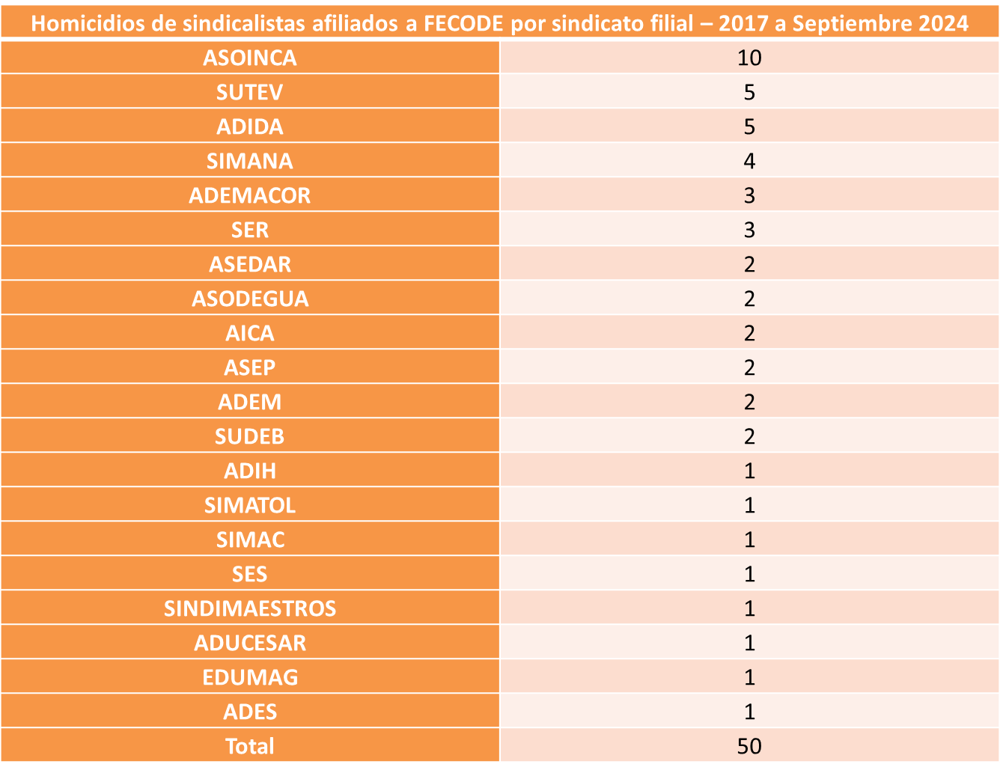 Homicidios de sindicalistas afiliados a FECODE por sindicato filial – 2017 a Septiembre 2024
ASOINCA 10
SUTEV 5
ADIDA 5
SIMANA 4
ADEMACOR 3
SER 3
ASEDAR 2
ASODEGUA 2
AICA 2
ASEP 2
ADEM 2
SUDEB 2
ADIH 1
SIMATOL 1
SIMAC 1
SES 1
SINDIMAESTROS 1
ADUCESAR 1
EDUMAG 1
ADES 1
Total 50